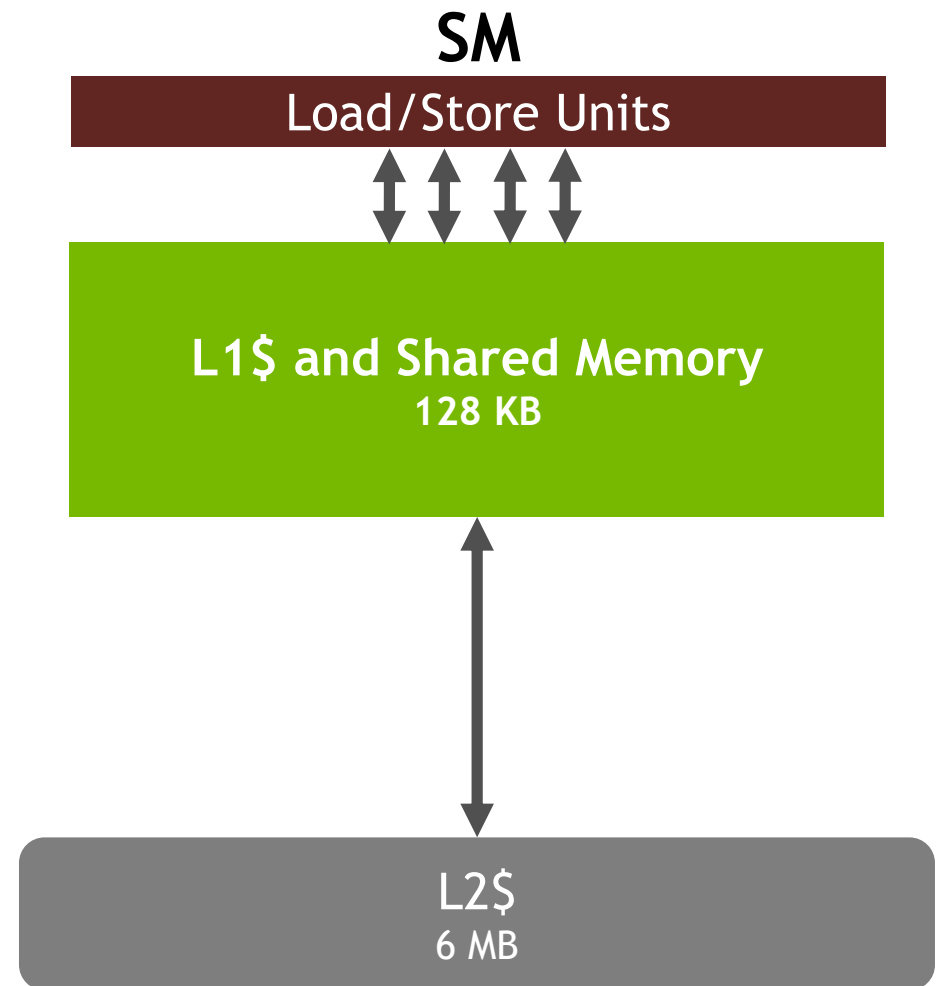 SM
Load/Store Units
L1$ and Shared Memory
128 KB
L2$
6 MB